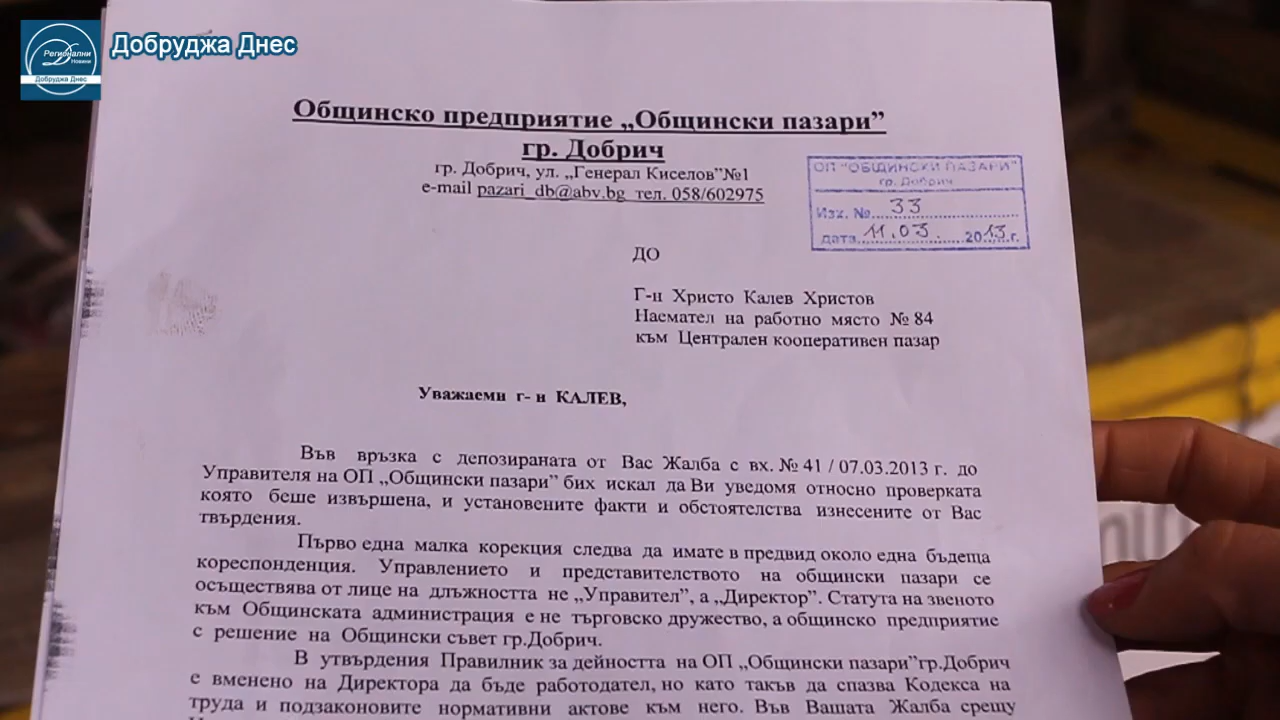 Регионални
Новини
Добруджа Днес
Добруджа Днес
Общинско предприятие „Общински пазари”
гр. Добрич
гр. Добрич, ул. „Генерал Киселов”№1
e-mail pazari_db@abv.bg тел. 058/602975
ОП "ОБЩИНСКИ ПАЗАРИ"
гр. Добрич
Изх. №. 33
дата 11.03. 2013.г.
ДО
Г-н Христо Калев Христов
Наемател на работно място № 84
към Централен кооперативен пазар
Уважаеми г- н КАЛЕВ,
Във връзка с депозираната от Вас Жалба с вх. № 41 / 07.03.2013 г. до
Управителя на ОП „Общински пазари” бих искал да Ви уведомя относно проверката
която беше извършена, и установените факти и обстоятелства изнесените от Вас
твърдения.
Първо една малка корекция следва да имате в предвид около една бъдеща
кореспонденция. Управлението и представителството на общински пазари се
осъществява от лице на длъжността не „Управител”, а „Директор”. Статута на звеното
към Общинската администрация е не търговско дружество, а общинско предприятие
с решение на Общински съвет гр.Добрич.
В утвърдения Правилник за дейността на ОП „Общински пазари”гр.Добрич
е вменено на Директора да бъде работодател, но като такъв да спазва Кодекса на
труда и подзаконовите нормативни актове към него. Във Вашата Жалба срещу